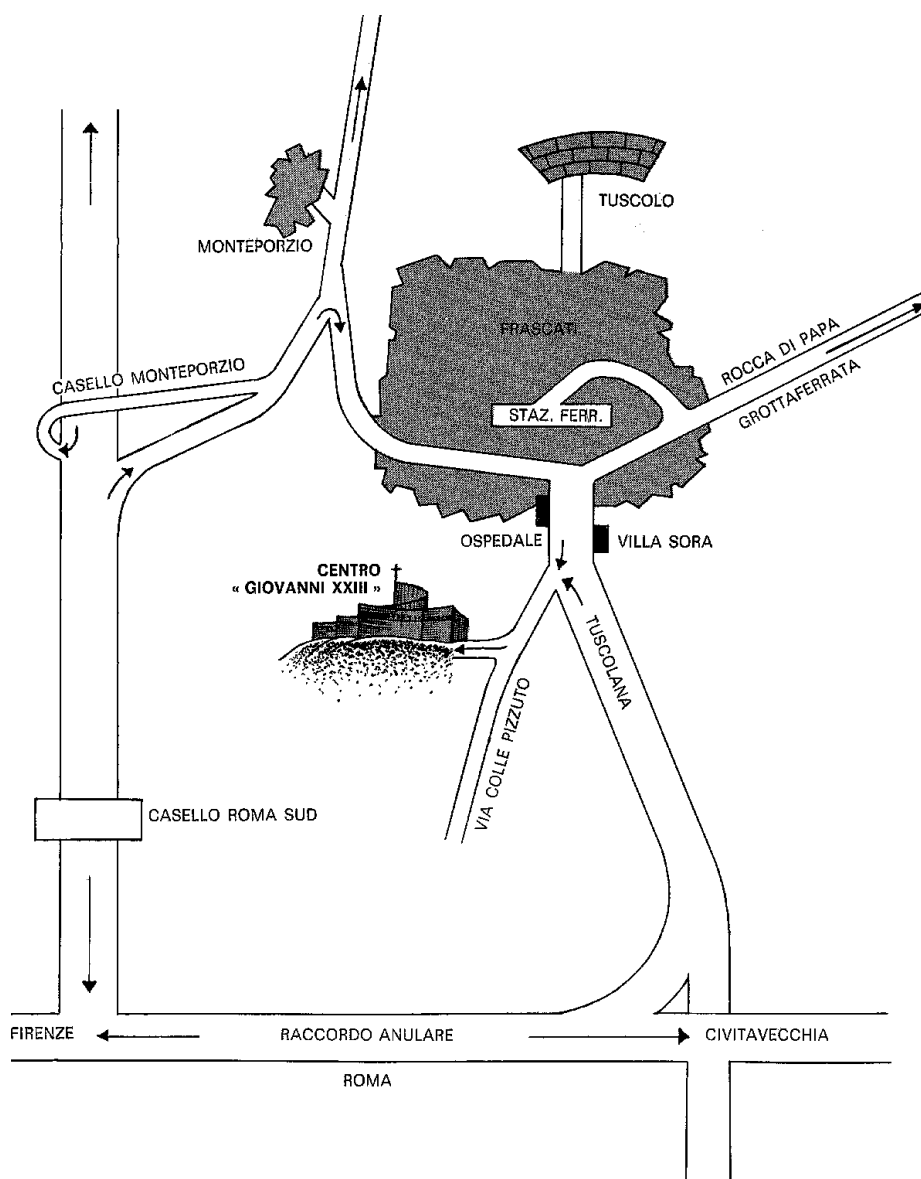 TUSCOLO
MONTEPORZIO
FRASCATI
ROCCA DI PAPA
GROTTAFERRATA
CASELLO MONTEPORZIO
STAZ. FERR.
OSPEDALE
VILLA SORA
CENTRO
« GIOVANNI XXIII »
TUSCOLANA
VIA COLLE PIZZUTO
CASELLO ROMA SUD
FIRENZE
RACCORDO ANULARE
CIVITAVECCHIA
ROMA